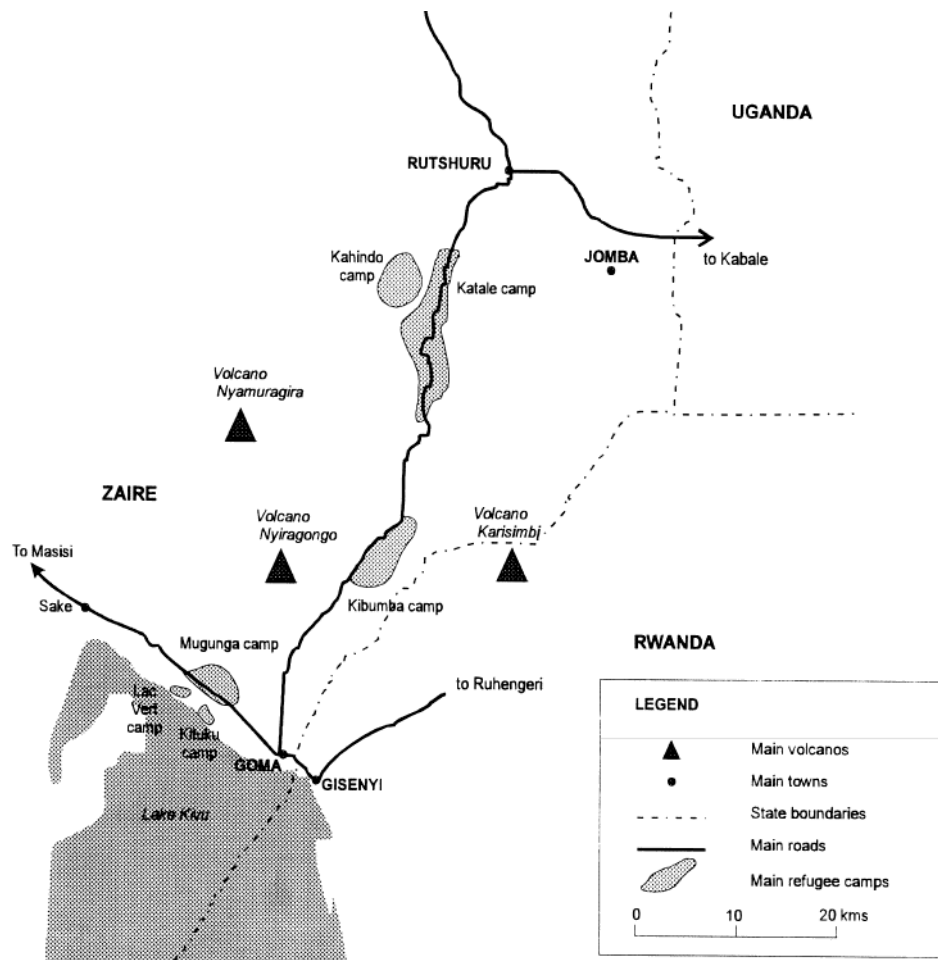 UGANDA
RUTSHURU
Kahindo
camp
JOMBA
to Kabale
Katale camp
Volcano
Nyamuragira
ZAIRE
Volcano
Nyiragongo
Volcano
Karisimbi
To Masisi
Sake
Kibumba camp
Mugunga camp
RWANDA
to Ruhengeri
Lac
Vert
camp
Kituku
camp
GOMA
GISENYI
Lake Kivu
LEGEND
Main volcanos
Main towns
State boundaries
Main roads
Main refugee camps
0 10 20 kms